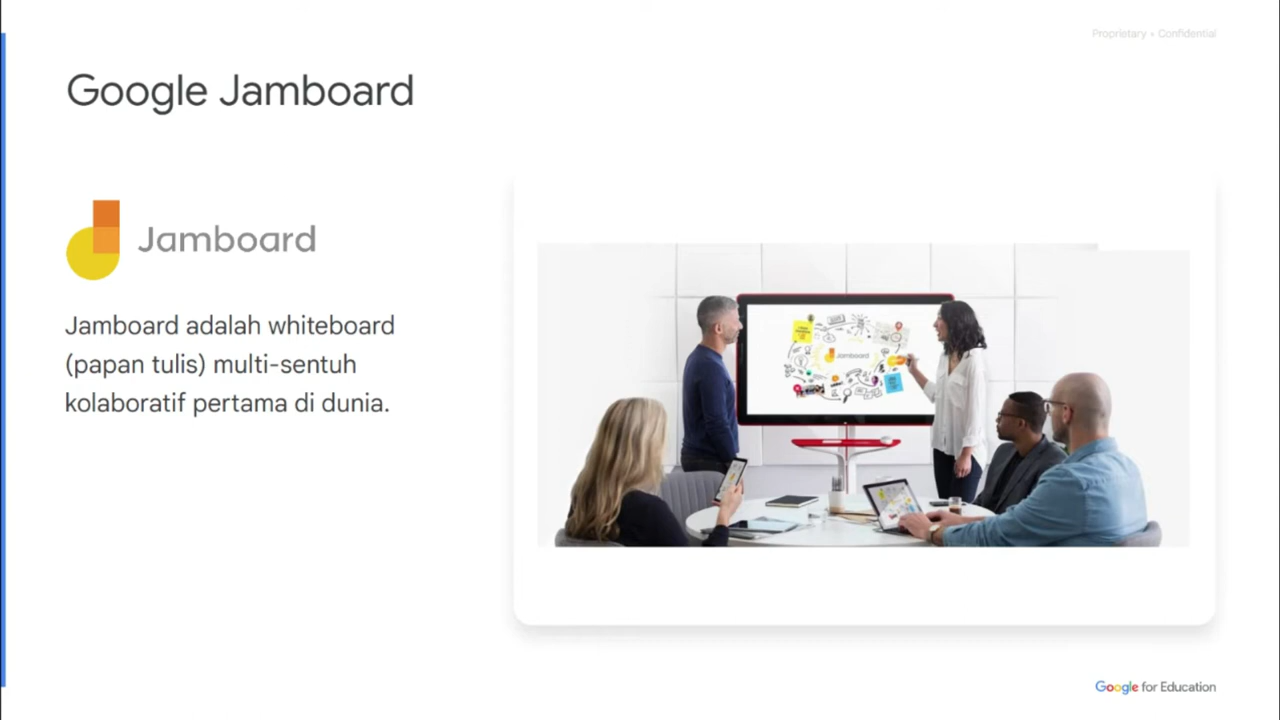 Proprietary + Confidential
Google Jamboard
Jamboard
Jamboard adalah whiteboard
(papan tulis) multi-sentuh
kolaboratif pertama di dunia.
Jamboard
Google for Education